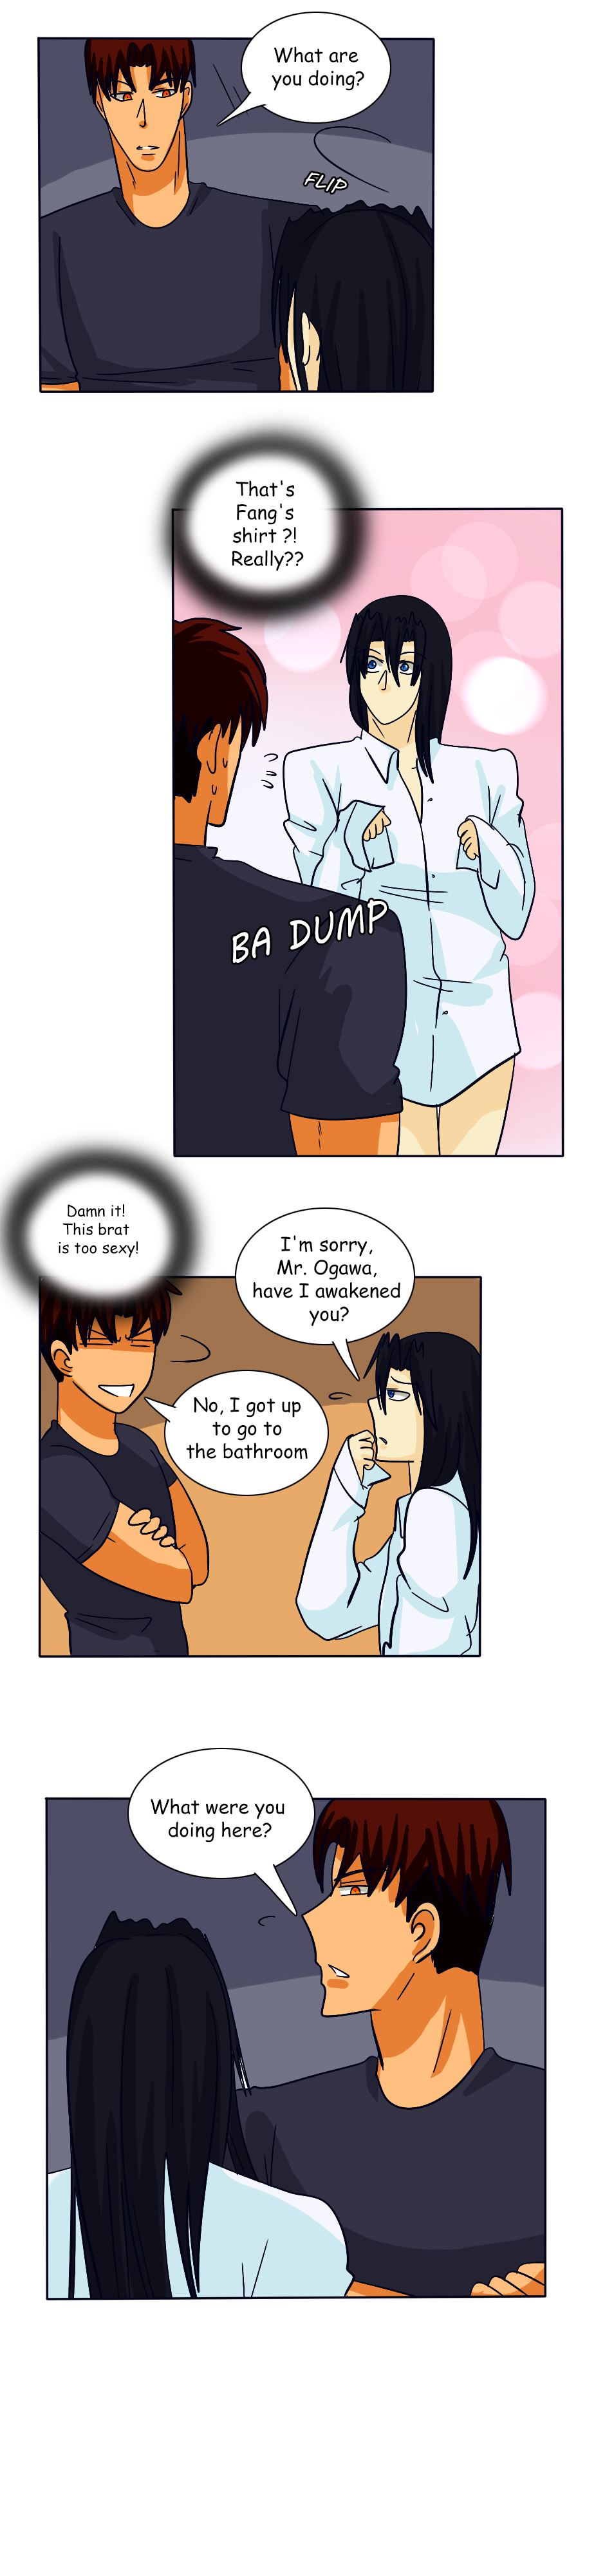 What are
you doing?
FLIP
That's
Fang's
shirt ?!
Really??
BA DUMP
Damn it!
This brat
is too sexy!
I'm sorry,
Mr. Ogawa,
have I awakened
you?
No, I got up
to go to
the bathroom
What were you
doing here?